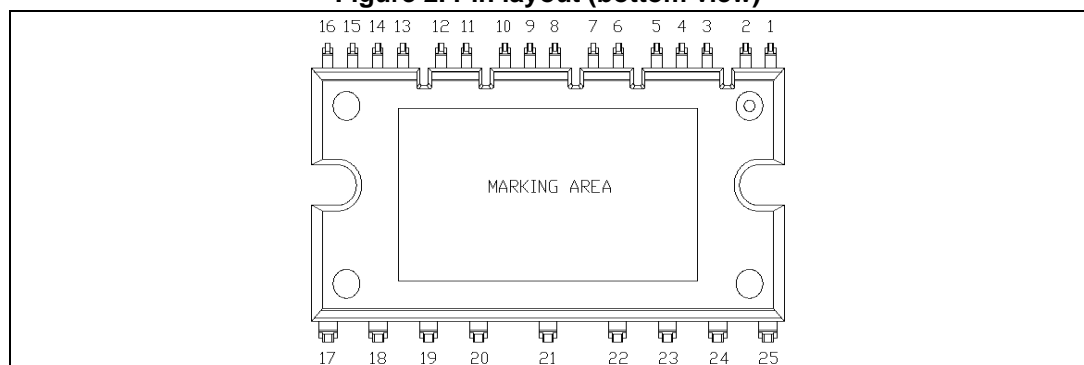 Figure 2. Pin layout (bottom view)
16 15 14 13 12 11 10 9 8 7 6 5 4 3 2 1
MARKING AREA
17 18 19 20 21 22 23 24 25